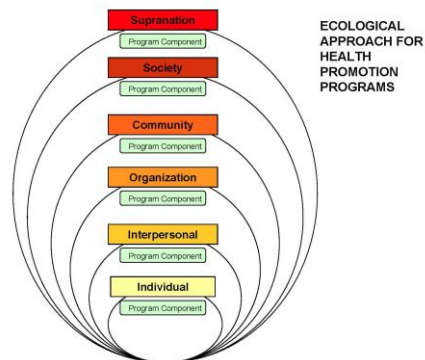 Supranation
Program Component
Society
Program Component
Community
Program Component
Organization
Program Component
Interpersonal
Program Component
Individual
Program Component
ECOLOGICAL
APPROACH FOR
HEALTH
PROMOTION
PROGRAMS